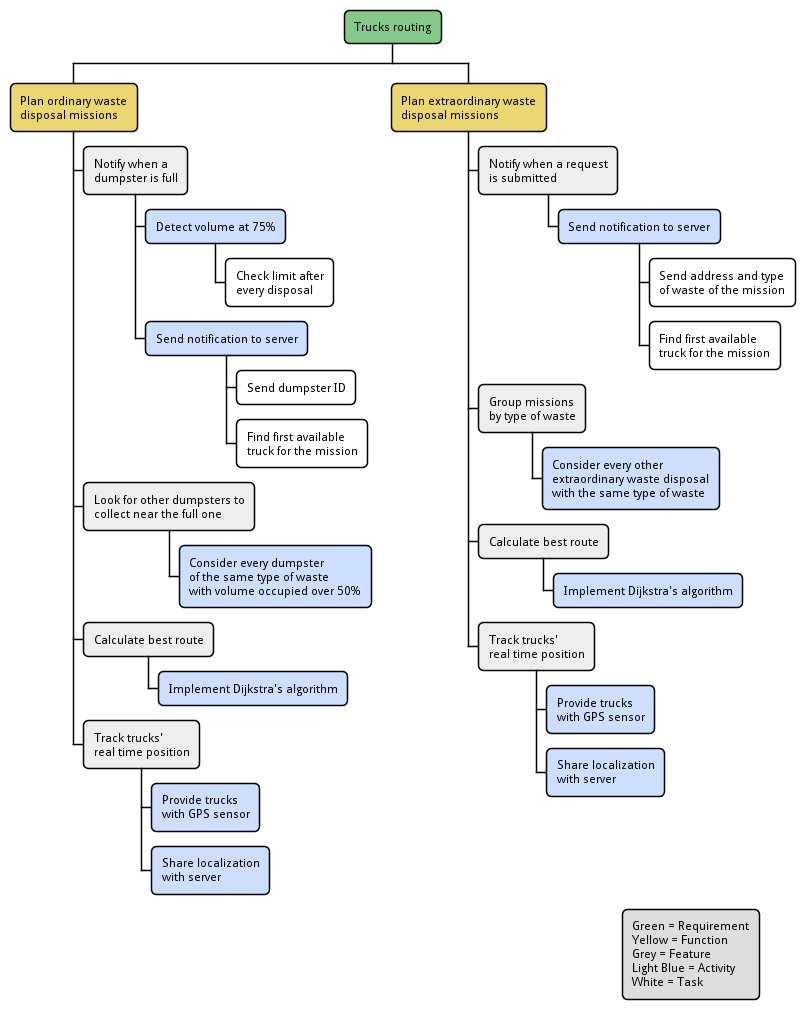 Trucks routing
Plan ordinary waste
disposal missions
Notify when a
dumpster is full
Detect volume at 75%
Check limit after
every disposal
Send notification to server
Send dumpster ID
Find first available
truck for the mission
Look for other dumpsters to
collect near the full one
Consider every dumpster
of the same type of waste
with volume occupied over 50%
Calculate best route
Implement Dijkstra's algorithm
Track trucks'
real time position
Provide trucks
with GPS sensor
Share localization
with server
Plan extraordinary waste
disposal missions
Notify when a request
is submitted
Send notification to server
Send address and type
of waste of the mission
Find first available
truck for the mission
Group missions
by type of waste
Consider every other
extraordinary waste disposal
with the same type of waste
Calculate best route
Implement Dijkstra's algorithm
Track trucks'
real time position
Provide trucks
with GPS sensor
Share localization
with server
Green = Requirement
Yellow = Function
Grey = Feature
Light Blue = Activity
White = Task